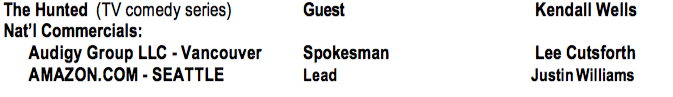 The Hunted (TV comedy series) Guest Kendall Wells
Nat'l Commercials:
Audigy Group LLC - Vancouver Spokesman Lee Cutsforth
AMAZON.COM - SEATTLE Lead Justin Williams